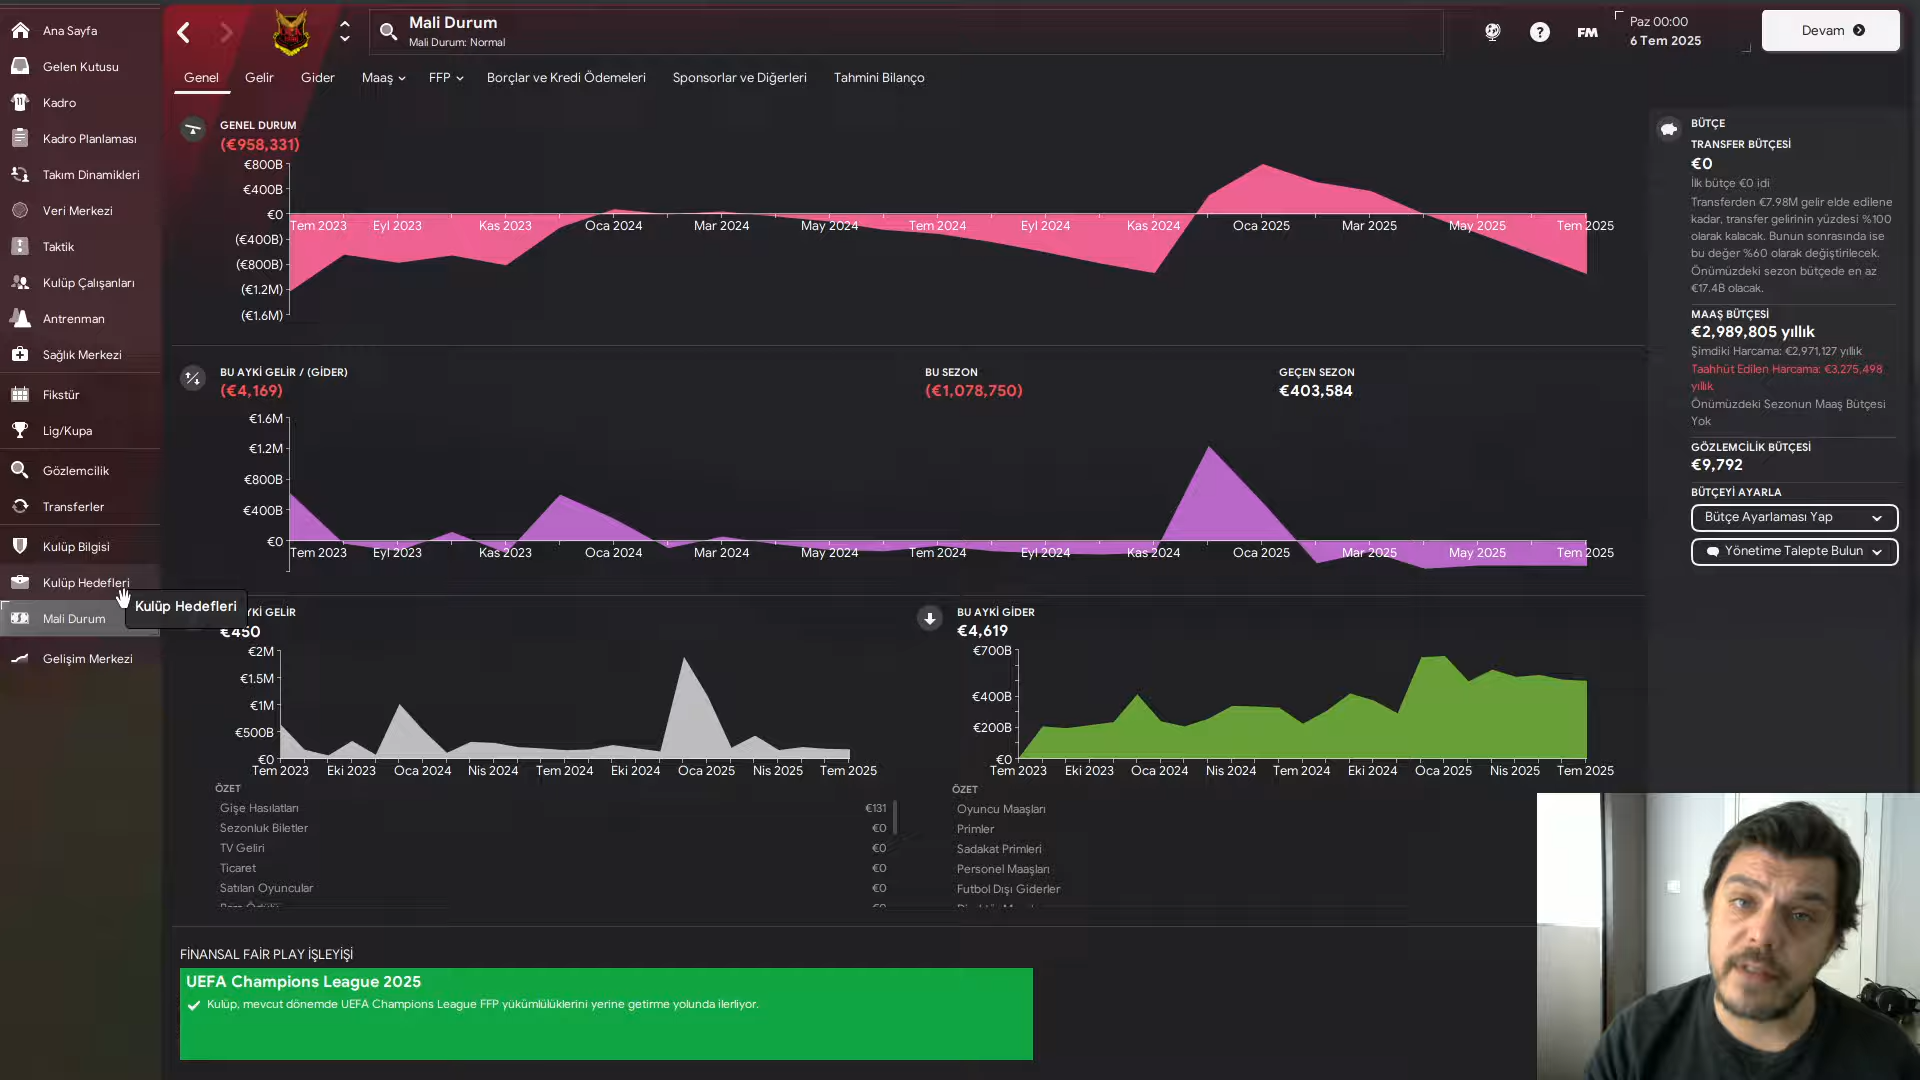 Ana Sayfa
Gelen Kutusu
Kadro
Kadro Planlaması
Takım Dinamikleri
Veri Merkezi
Taktik
Kulüp Çalışanları
Antrenman
Sağlık Merkezi
Fikstür
Lig/Kupa
Gözlemcilik
Transferler
Kulüp Bilgisi
Kulüp Hedefleri
Mali Durum
Gelişim Merkezi
Kulüp Hedefleri
Mali Durum
Mali Durum: Normal
FM
Paz 00:00
6 Tem 2025
Devam
Genel Gelir Gider Maaş FFP Borçlar ve Kredi Ödemeleri Sponsorlar ve Diğerleri Tahmini Bilanço
GENEL DURUM
(€958,331)
€800B
€400B
€0
(€400B)
(€800B)
(€1.2M)
(€1.6M)
Tem 2023 Eyl 2023 Kas 2023 Oca 2024 Mar 2024 May 2024 Tem 2024 Eyl 2024 Kas 2024 Oca 2025 Mar 2025 May 2025 Tem 2025
BU AYKİ GELİR / (GİDER)
(€4,169)
BU SEZON
(€1,078,750)
GEÇEN SEZON
€403,584
€1.6M
€1.2M
€800B
€400B
€0
Tem 2023 Eyl 2023 Kas 2023 Oca 2024 Mar 2024 May 2024 Tem 2024 Eyl 2024 Kas 2024 Oca 2025 Mar 2025 May 2025 Tem 2025
YKİ GELİR
€450
€2M
€1.5M
€1M
€500B
€0
Tem 2023 Eki 2023 Oca 2024 Nis 2024 Tem 2024 Eki 2024 Oca 2025 Nis 2025 Tem 2025
ÖZET
Gişe Hasılatları €131
Sezonluk Biletler €0
TV Geliri €0
Ticaret €0
Satılan Oyuncular €0
BU AYKİ GİDER
€4,619
€700B
€400B
€200B
€0
Tem 2023 Eki 2023 Oca 2024 Nis 2024 Tem 2024 Eki 2024 Oca 2025 Nis 2025 Tem 2025
ÖZET
Oyuncu Maaşları
Primler
Sadakat Primleri
Personel Maaşları
Futbol Dışı Giderler
FİNANSAL FAIR PLAY İŞLEYİŞİ
UEFA Champions League 2025
Kulüp, mevcut dönemde UEFA Champions League FFP yükümlülüklerini yerine getirme yolunda ilerliyor.
BÜTÇE
TRANSFER BÜTÇESİ
€0
İlk bütçe €0 idi
Transferden €7.98M gelir elde edilene
kadar, transfer gelirinin yüzdesi %100
olarak kalacak. Bunun sonrasında ise
bu değer %60 olarak değiştirilecek.
Önümüzdeki sezon bütçede en az
€17.4B olacak.
MAAŞ BÜTÇESİ
€2,989,805 yıllık
Şimdiki Harcama: €2,971,127 yıllık
Taahhüt Edilen Harcama: €3,275,498
yıllık
Önümüzdeki Sezonun Maaş Bütçesi
Yok
GÖZLEMCİLİK BÜTÇESİ
€9,792
BÜTÇEYİ AYARLA
Bütçe Ayarlaması Yap
Yönetime Talepte Bulun